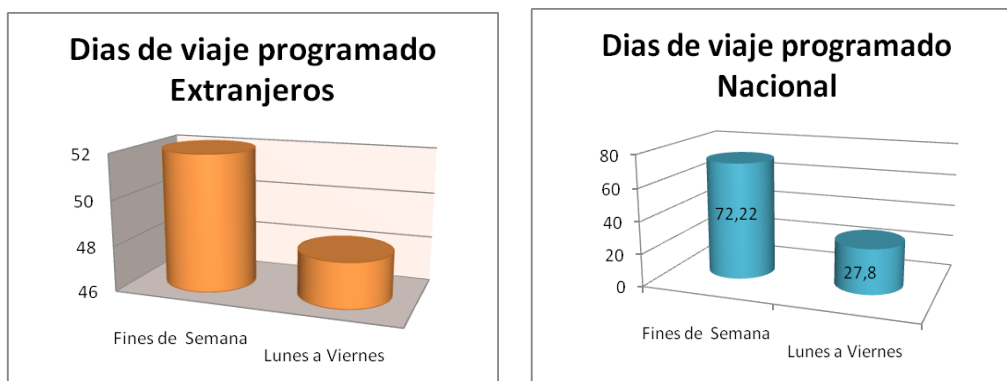 Dias de viaje programado
Extranjeros
52
50
48
46
Fines de Semana
Lunes a Viernes
Dias de viaje programado
Nacional
80
60
40
20
0
72,22
27,8
Fines de Semana
Lunes a Viernes